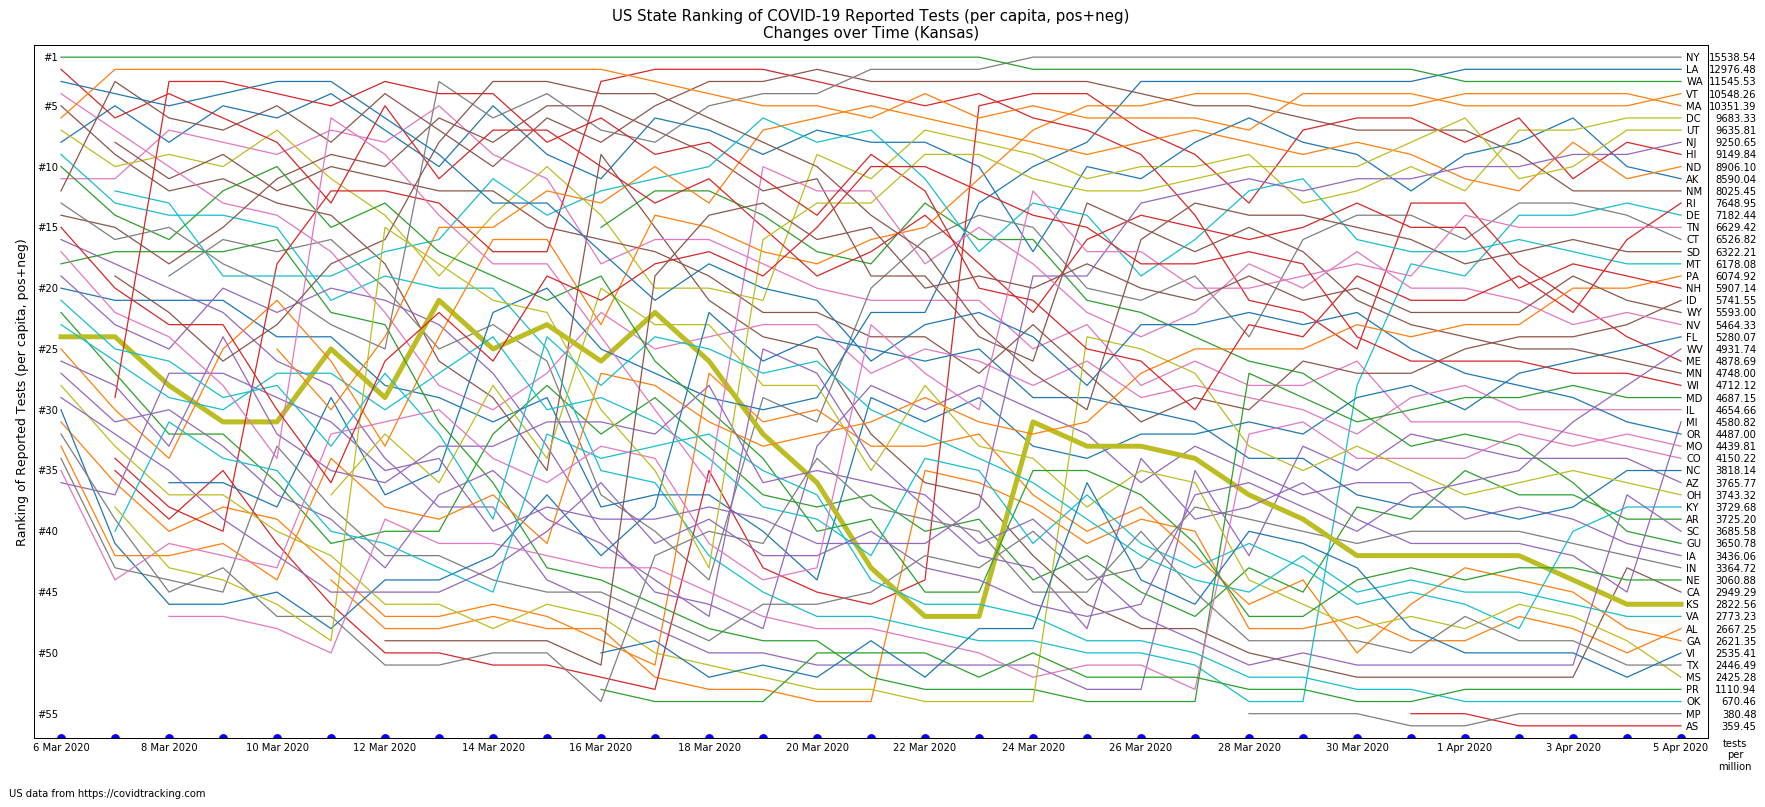 US State Ranking of COVID-19 Reported Tests (per capita, pos+neg)
Changes over Time (Kansas)
Ranking of Reported Tests (per capita, pos+neg)
#1
#5
#10
#15
#20
#25
#30
#35
#40
#45
#50
#55
NY 15538.54
LA 12976.48
WA 11545.53
VT 10548.26
MA 10351.39
DC 9683.33
UT 9635.81
NJ 9250.65
HI 9149.84
ND 8906.10
AK 8590.04
NM 8025.45
RI 7648.95
DE 7182.44
TN 6629.42
CT 6526.82
SD 6322.21
MT 6178.08
PA 6074.92
NH 5907.14
ID 5741.55
WY 5593.00
NV 5464.33
FL 5280.07
WV 4931.74
ME 4878.69
MN 4748.00
WI 4712.12
MD 4687.15
IL 4654.66
MI 4580.82
OR 4487.00
MO 4439.81
CO 4150.22
NC 3818.14
AZ 3765.77
OH 3743.32
KY 3729.68
AR 3725.20
SC 3685.58
GU 3650.78
IA 3436.06
IN 3364.72
NE 3060.88
CA 2949.29
KS 2822.56
VA 2773.23
AL 2667.25
GA 2621.35
VI 2535.41
TX 2446.49
MS 2425.28
PR 1110.94
OK 670.46
MP 380.48
AS 359.45
6 Mar 2020 8 Mar 2020 10 Mar 2020 12 Mar 2020 14 Mar 2020 16 Mar 2020 18 Mar 2020 20 Mar 2020 22 Mar 2020 24 Mar 2020 26 Mar 2020 28 Mar 2020 30 Mar 2020 1 Apr 2020 3 Apr 2020 5 Apr 2020
tests
per
million
US data from https://covidtracking.com